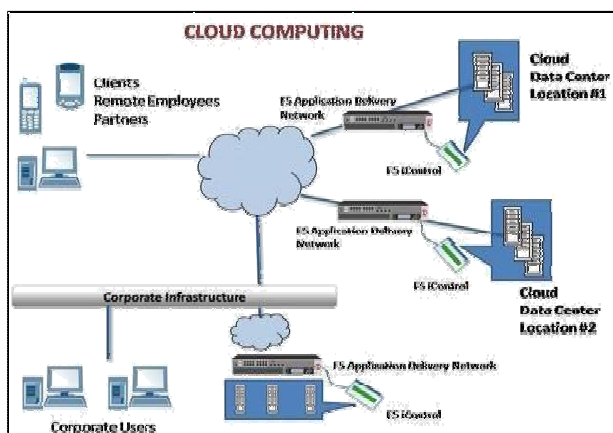 CLOUD COMPUTING
Clients
Remote Employees
Partners
F5 Application Delivery
Network
F5 iControl
Cloud
Data Center
Location #1
F5 Application Delivery
Network
F5 iControl
Cloud
Data Center
Location #2
Corporate Infrastructure
F5 Application Delivery Network
F5 iControl
Corporate Users